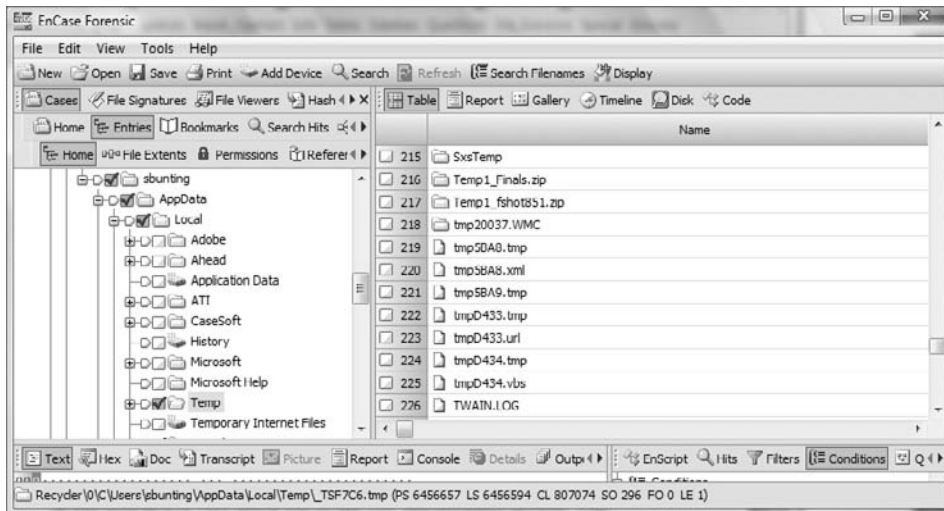 EnCase Forensic
File Edit View Tools Help
New Open Save Print Add Device Search Refresh Search Filenames Display
Cases File Signatures File Viewers Hash
Table Report Gallery Timeline Disk Code
Home Entries Bookmarks Search Hits
Home File Extents Permissions Referer
Name
sbunting
AppData
Local
Adobe
Ahead
Application Data
ATI
CaseSoft
History
Microsoft
Microsoft Help
Temp
Temporary Internet Files
215 SxsTemp
216 Temp1_Finals.zip
217 Temp1_fshot851.zip
218 tmp20037.WMC
219 tmp5BA8.tmp
220 tmp5BA8.xml
221 tmp5BA9.tmp
222 tmpD433.tmp
223 tmpD433.url
224 tmpD434.tmp
225 tmpD434.vbs
226 TWAIN.LOG
Text Hex Doc Transcript Picture Report Console Details Outpu
EnScript Hits Filters Conditions Q
Recycler\0\C\Users\sbunting\AppData\Local\Temp\_TSF7C6.tmp (PS 6456657 LS 6456594 CL 807074 SO 296 FO 0 LE 1)